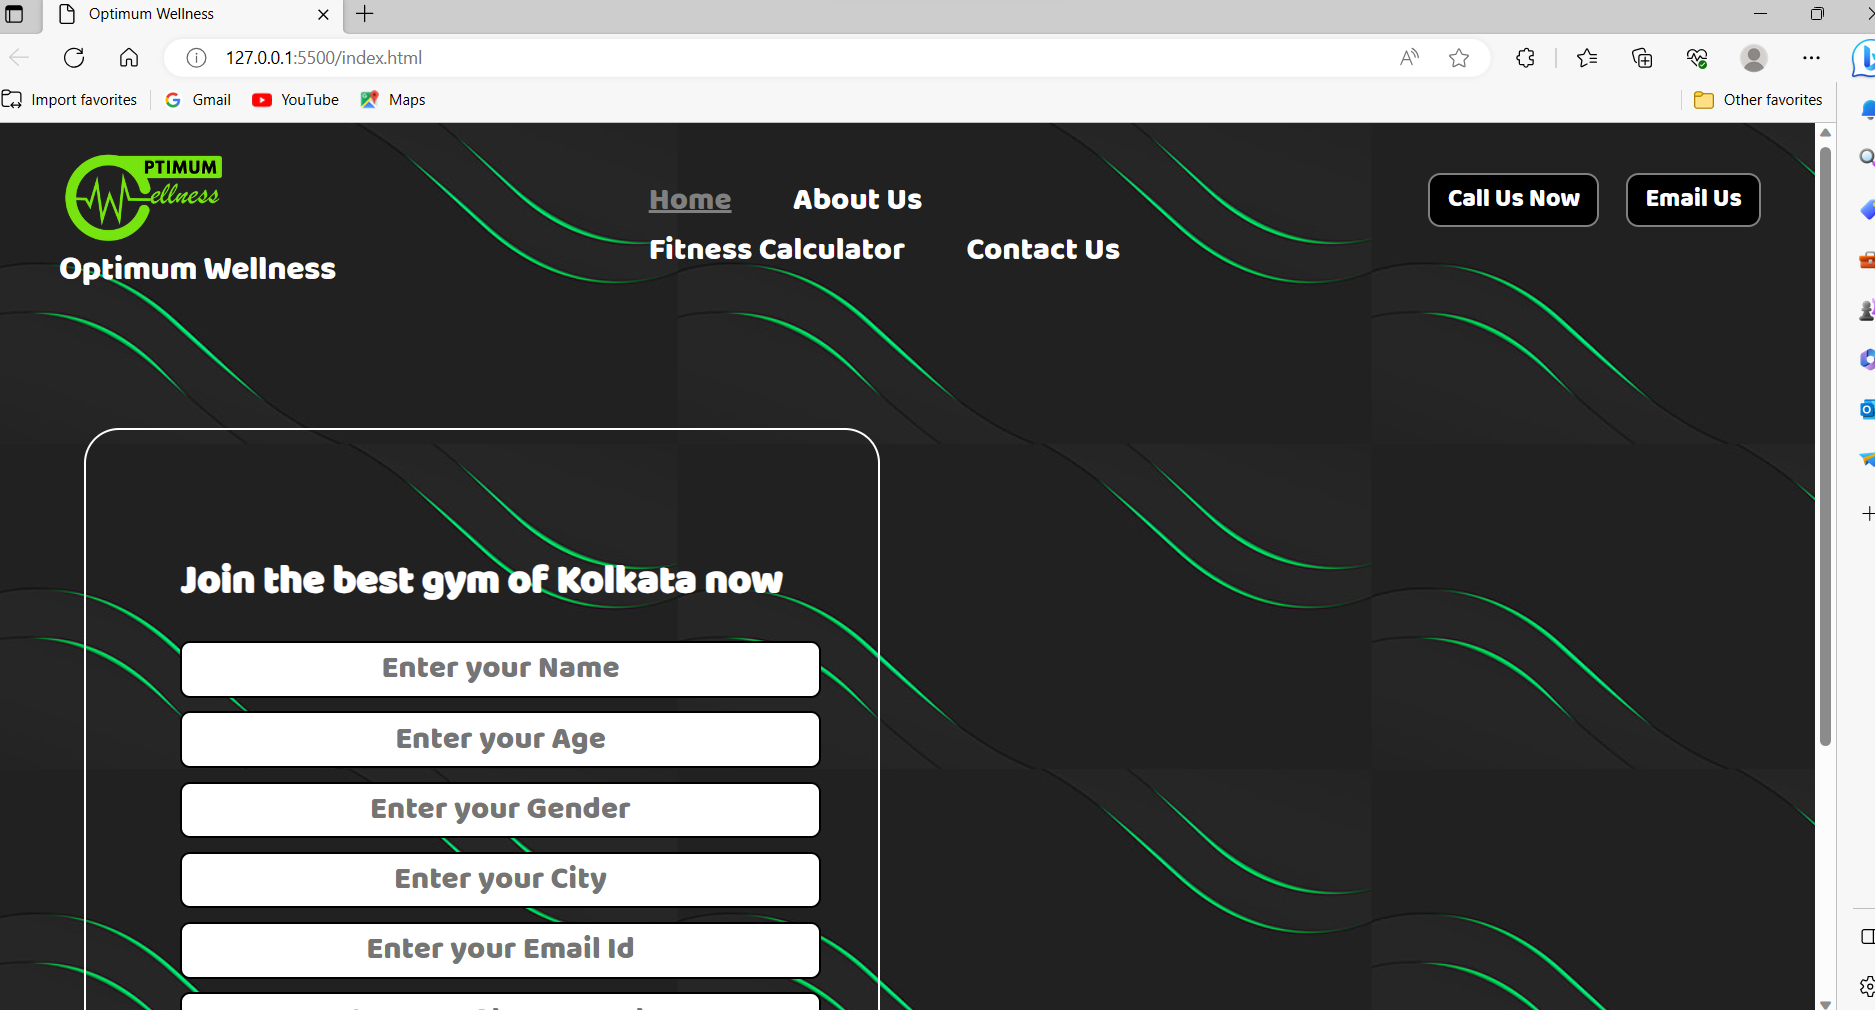 Optimum Wellness
127.0.0.1:5500/index.html
Import favorites Gmail YouTube Maps Other favorites
PTIMUM
ellness
Optimum Wellness
Home About Us
Fitness Calculator Contact Us
Call Us Now Email Us
Join the best gym of Kolkata now
Enter your Name
Enter your Age
Enter your Gender
Enter your City
Enter your Email Id